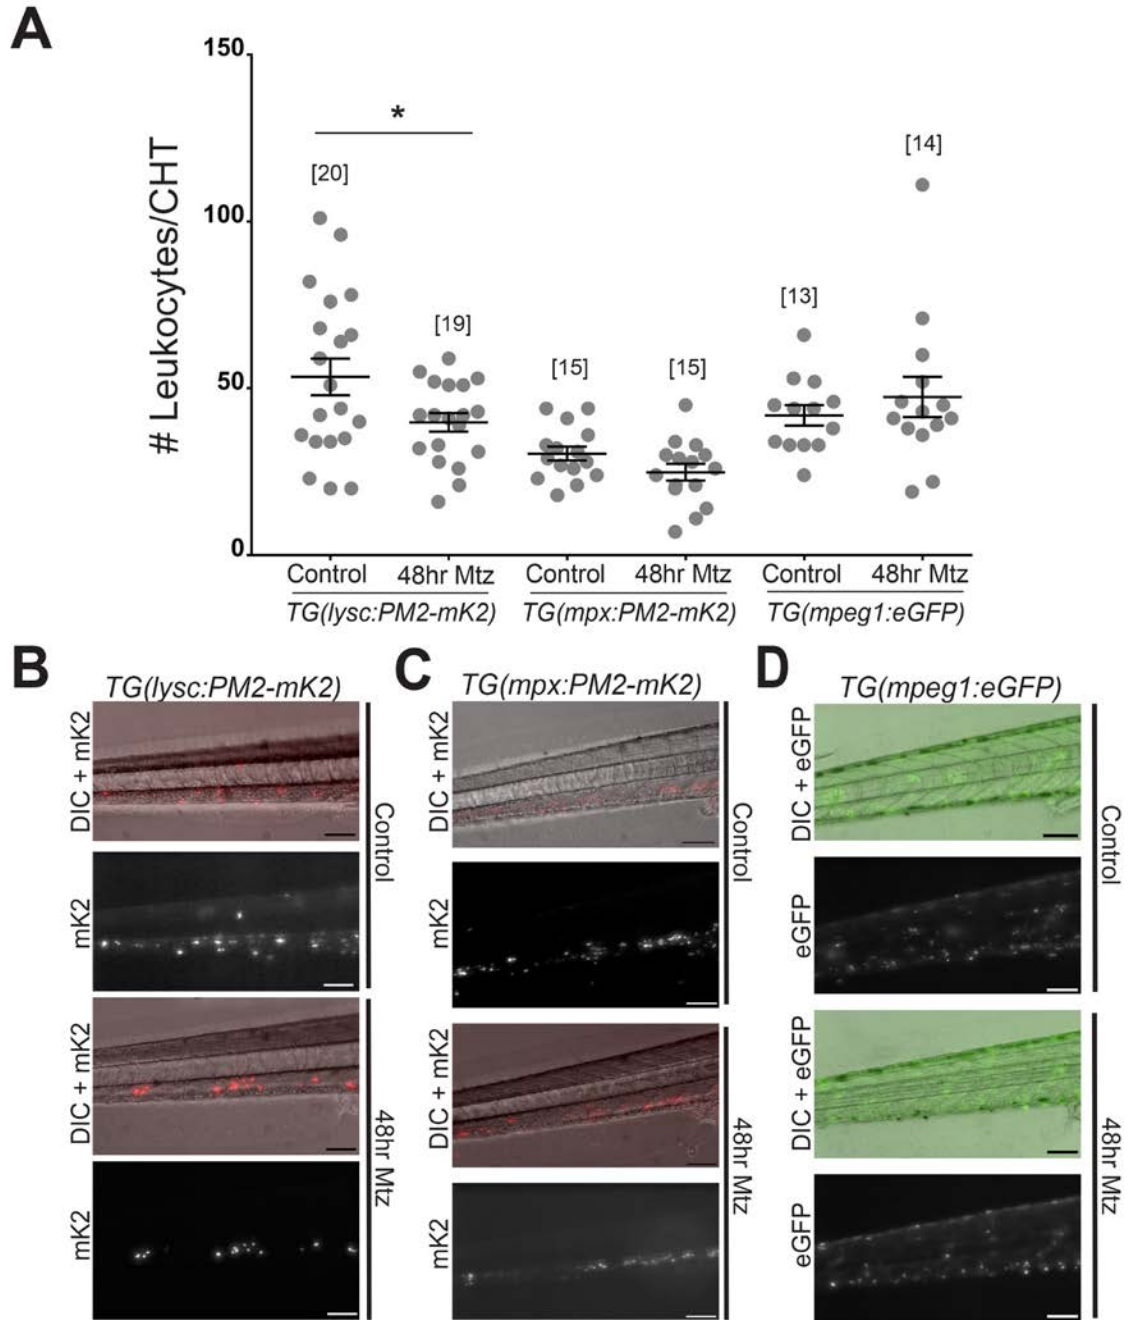 A
# Leukocytes/CHT
150
100
50
0
*
[20]
[19]
[15]
[15]
[13]
[14]
Control
48hr Mtz
Control
48hr Mtz
Control
48hr Mtz
TG(lysc:PM2-mK2)
TG(mpx:PM2-mK2)
TG(mpeg1:eGFP)
B
TG(lysc:PM2-mK2)
DIC + mK2
mK2
Control
DIC + mK2
mK2
48hr Mtz
C
TG(mpx:PM2-mK2)
DIC + mK2
mK2
Control
DIC + mK2
mK2
48hr Mtz
D
TG(mpeg1:eGFP)
DIC + eGFP
eGFP
Control
DIC + eGFP
eGFP
48hr Mtz